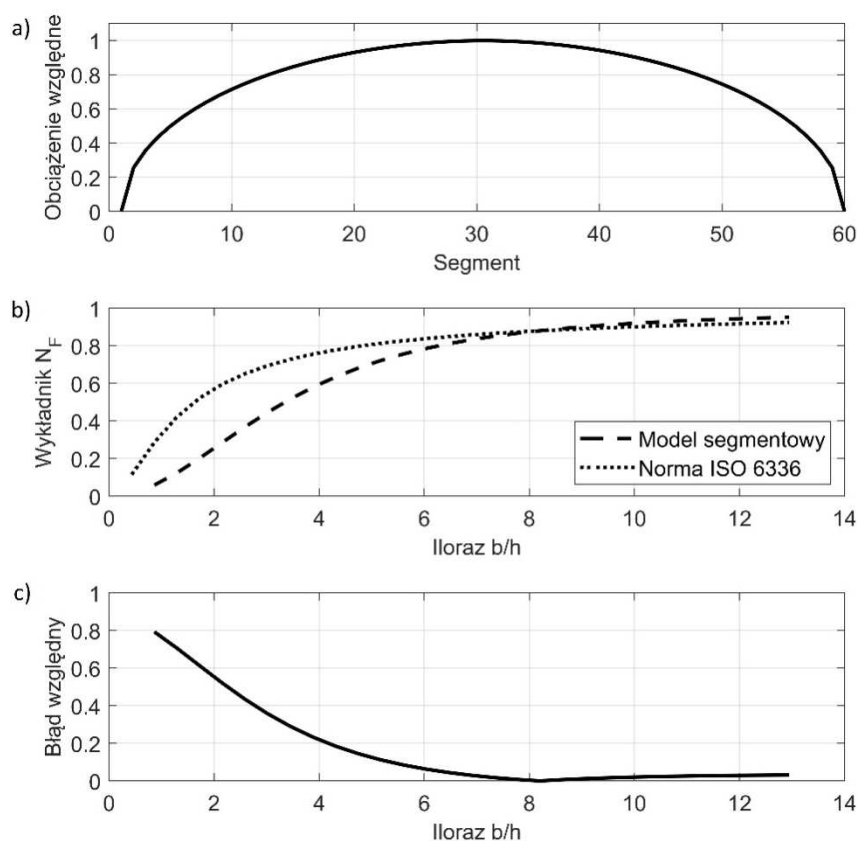 a)
Obciążenie względne
1
0.8
0.6
0.4
0.2
0
0 10 20 30 40 50 60
Segment
b)
Wykładnik N_F
1
0.8
0.6
0.4
0.2
0
Model segmentowy
Norma ISO 6336
0 2 4 6 8 10 12 14
Iloraz b/h
c)
Błąd względny
1
0.8
0.6
0.4
0.2
0
0 2 4 6 8 10 12 14
Iloraz b/h